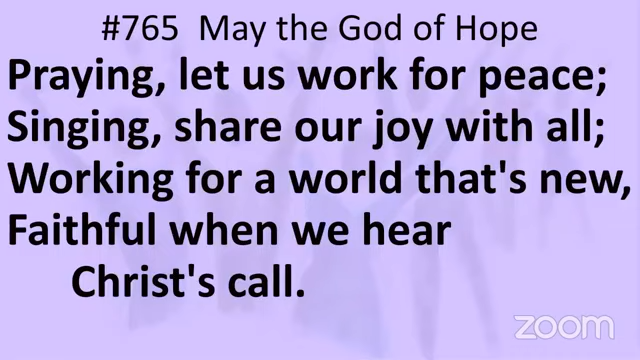 #765 May the God of Hope
Praying, let us work for peace;
Singing, share our joy with all;
Working for a world that's new,
Faithful when we hear
Christ's call.
zoom